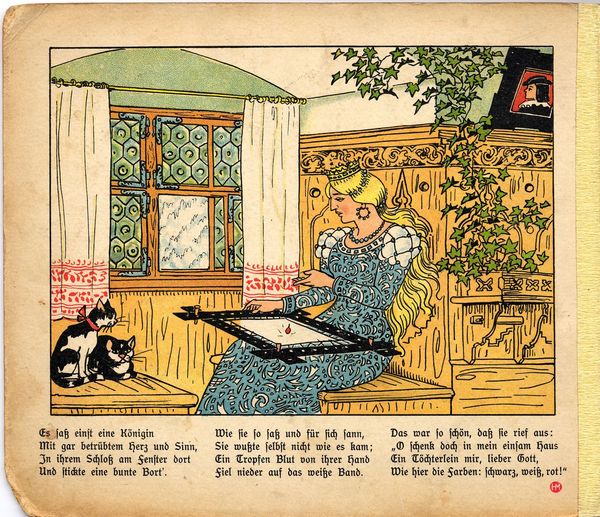 Es saß einst eine Königin
Mit gar betrübtem Herz und Sinn,
In ihrem Schloß am Fenster dort
Und stickte eine bunte Bort'.
Wie sie so saß und für sich sann,
Sie wußte selbst nicht wie es kam;
Ein Tropfen Blut von ihrer Hand
Fiel nieder auf das weiße Band.
Das war so schön, daß sie rief aus:
„O schenk doch in mein einsam Haus
Ein Töchterlein mir, lieber Gott,
Wie hier die Farben: schwarz, weiß, rot!"
HM